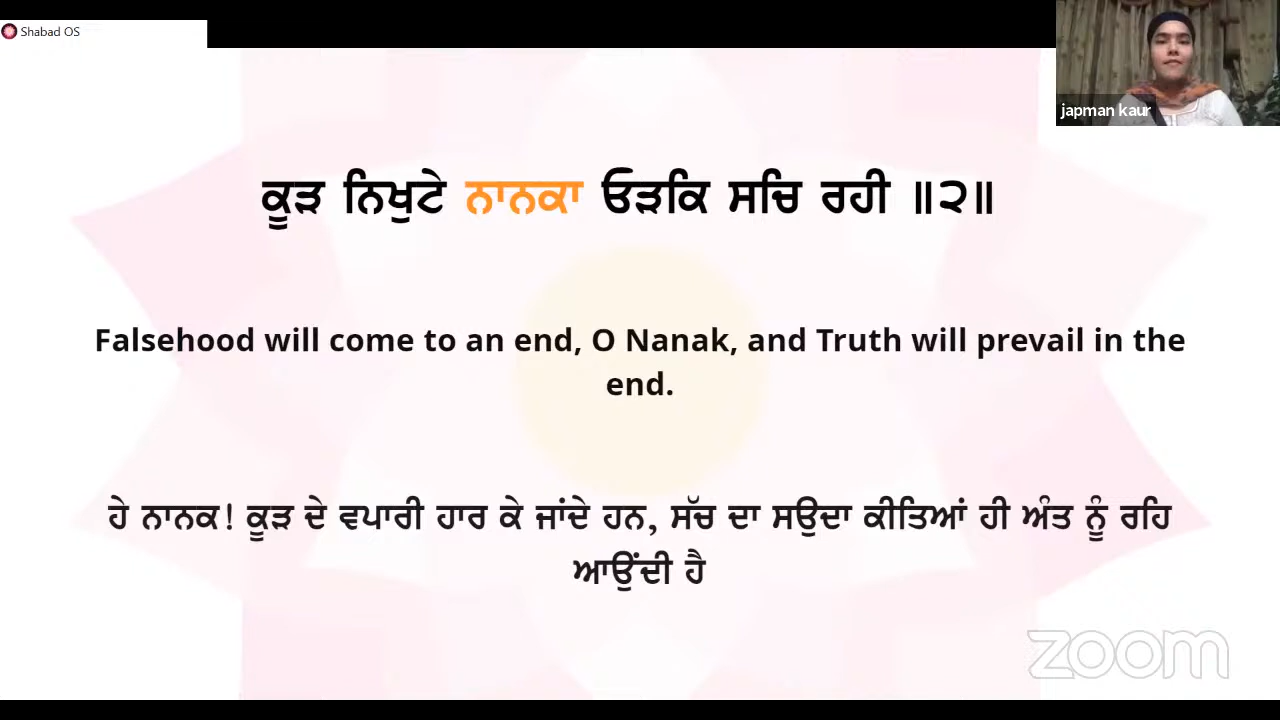 Shabad OS
japman kaur
ਕੂੜ ਨਿਖੁਟੇ ਨਾਨਕਾ ਓੜਕਿ ਸਚਿ ਰਹੀ ॥੨॥
Falsehood will come to an end, O Nanak, and Truth will prevail in the
end.
ਹੇ ਨਾਨਕ! ਕੂੜ ਦੇ ਵਪਾਰੀ ਹਾਰ ਕੇ ਜਾਂਦੇ ਹਨ, ਸੱਚ ਦਾ ਸਉਦਾ ਕੀਤਿਆਂ ਹੀ ਅੰਤ ਨੂੰ ਰਹਿ
ਆਉਂਦੀ ਹੈ
zoom